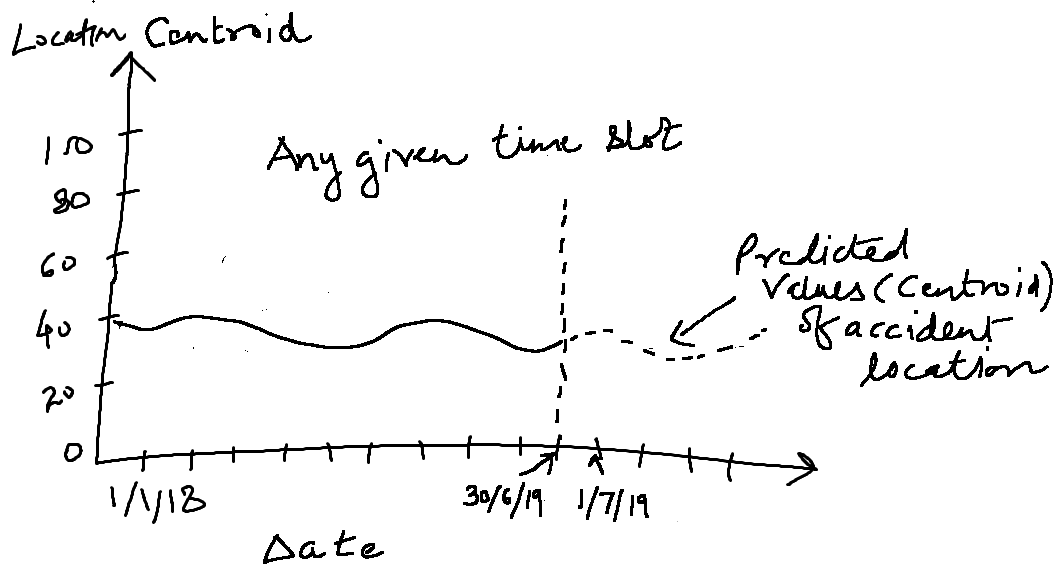 Location Centroid
100
Any given time slot
80
60
Predicted
Values (Centroid)
of accident
location
40
20
0
1/1/18
30/6/19
1/7/19
Date